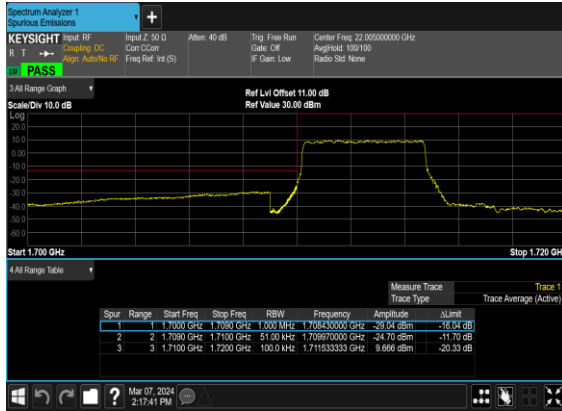 Spectrum Analyzer 1
Spurious Emissions
KEYSIGHT Input: RF Input Z: 50 Ω Atten: 40 dB Trig: Free Run Center Freq: 22.005000000 GHz
R T Coupling: DC Corr CCorr Gate: Off Avg|Hold: 100/100
Align: Auto/No RF Freq Ref: Int (S) IF Gain: Low Radio Std: None
PASS
3 All Range Graph
Ref Lvl Offset 11.00 dB
Scale/Div 10.0 dB Ref Value 30.00 dBm
Log
20.0
10.0
0.00
-10.0
-20.0
-30.0
-40.0
-50.0
-60.0
Start 1.700 GHz Stop 1.720 GH
4 All Range Table
Measure Trace Trace 1
Trace Type Trace Average (Active)
Spur Range Start Freq Stop Freq RBW Frequency Amplitude ΔLimit
1 1 1.7000 GHz 1.7090 GHz 1.000 MHz 1.708430000 GHz -29.04 dBm -16.04 dB
2 2 1.7090 GHz 1.7100 GHz 51.00 kHz 1.709970000 GHz -24.70 dBm -11.70 dB
3 3 1.7100 GHz 1.7200 GHz 100.0 kHz 1.711533333 GHz 9.666 dBm -20.33 dB
? Mar 07, 2024
2:17:41 PM